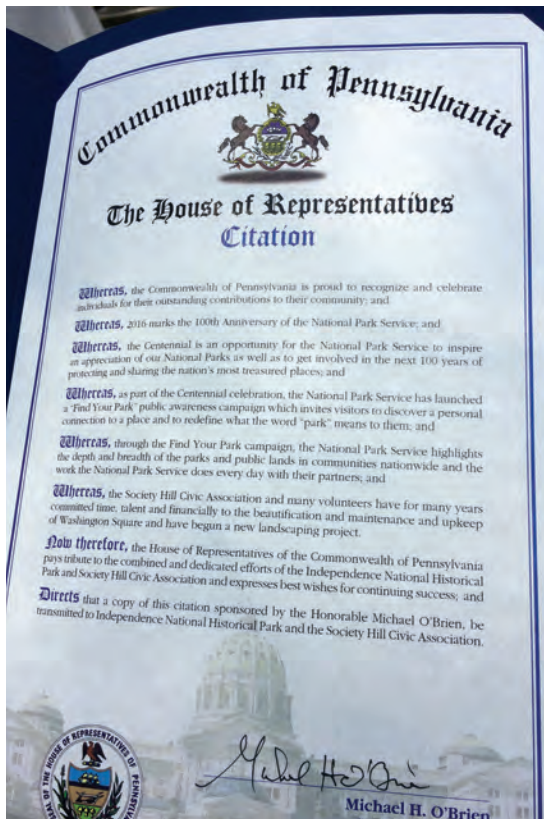 Commonwealth of Pennsylvania
The House of Representatives
Citation
Whereas, the Commonwealth of Pennsylvania is proud to recognize and celebrate
individuals for their outstanding contributions to their community; and
Whereas, 2016 marks the 100th Anniversary of the National Park Service; and
Whereas, the Centennial is an opportunity for the National Park Service to inspire
an appreciation of our National Parks as well as to get involved in the next 100 years of
protecting and sharing the nation's most treasured places; and
Whereas, as part of the Centennial celebration, the National Park Service has launched
a "Find Your Park" public awareness campaign which invites visitors to discover a personal
connection to a place and to redefine what the word "park" means to them; and
Whereas, through the Find Your Park campaign, the National Park Service highlights
the depth and breadth of the parks and public lands in communities nationwide and the
work the National Park Service does every day with their partners; and
Whereas, the Society Hill Civic Association and many volunteers have for many years
committed time, talent and financially to the beautification and maintenance and upkeep
of Washington Square and have begun a new landscaping project.
Now therefore, the House of Representatives of the Commonwealth of Pennsylvania
pays tribute to the combined and dedicated efforts of the Independence National Historical
Park and Society Hill Civic Association and expresses best wishes for continuing success; and
Directs that a copy of this citation sponsored by the Honorable Michael O'Brien, be
transmitted to Independence National Historical Park and the Society Hill Civic Association.
SEAL OF THE HOUSE OF REPRESENTATIVES OF PENNSYLVANIA
Michael H. O'Brien